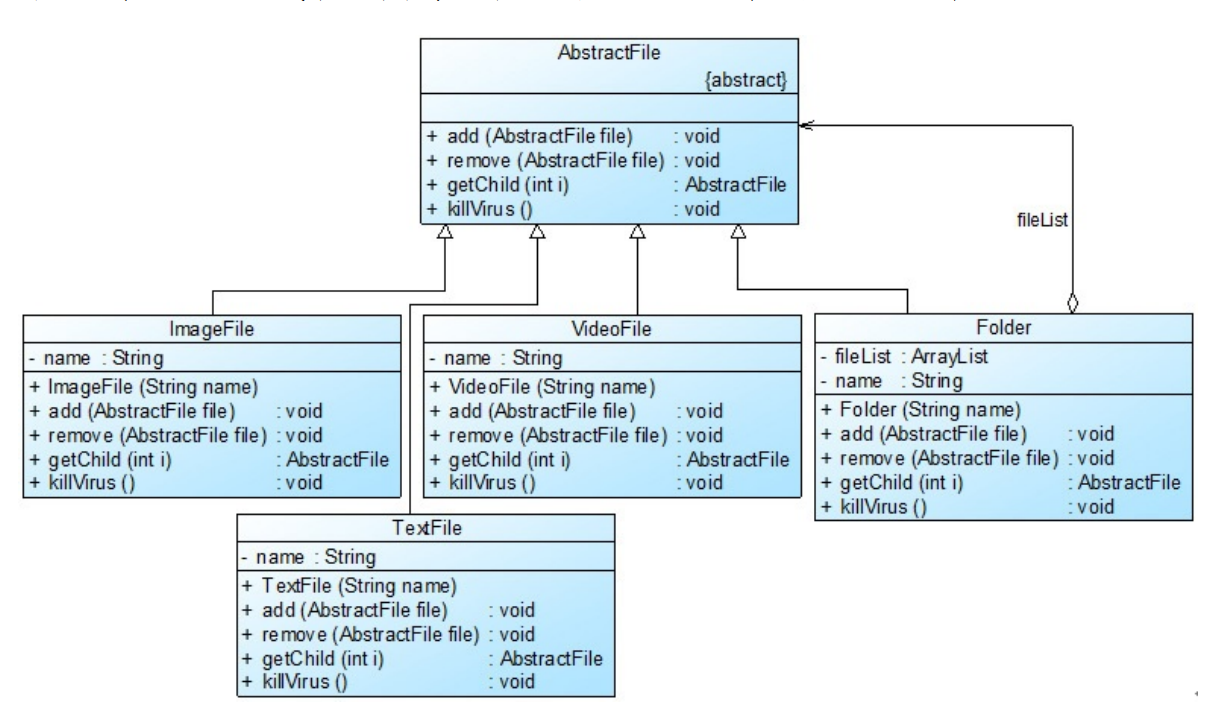 AbstractFile
{abstract}
+ add (AbstractFile file) : void
+ remove (AbstractFile file) : void
+ getChild (int i) : AbstractFile
+ killVirus () : void
fileList
ImageFile
- name : String
+ ImageFile (String name)
+ add (AbstractFile file) : void
+ remove (AbstractFile file) : void
+ getChild (int i) : AbstractFile
+ killVirus () : void
VideoFile
- name : String
+ VideoFile (String name)
+ add (AbstractFile file) : void
+ remove (AbstractFile file) : void
+ getChild (int i) : AbstractFile
+ killVirus () : void
Folder
- fileList : ArrayList
- name : String
+ Folder (String name)
+ add (AbstractFile file) : void
+ remove (AbstractFile file) : void
+ getChild (int i) : AbstractFile
+ killVirus () : void
TextFile
- name : String
+ TextFile (String name)
+ add (AbstractFile file) : void
+ remove (AbstractFile file) : void
+ getChild (int i) : AbstractFile
+ killVirus () : void